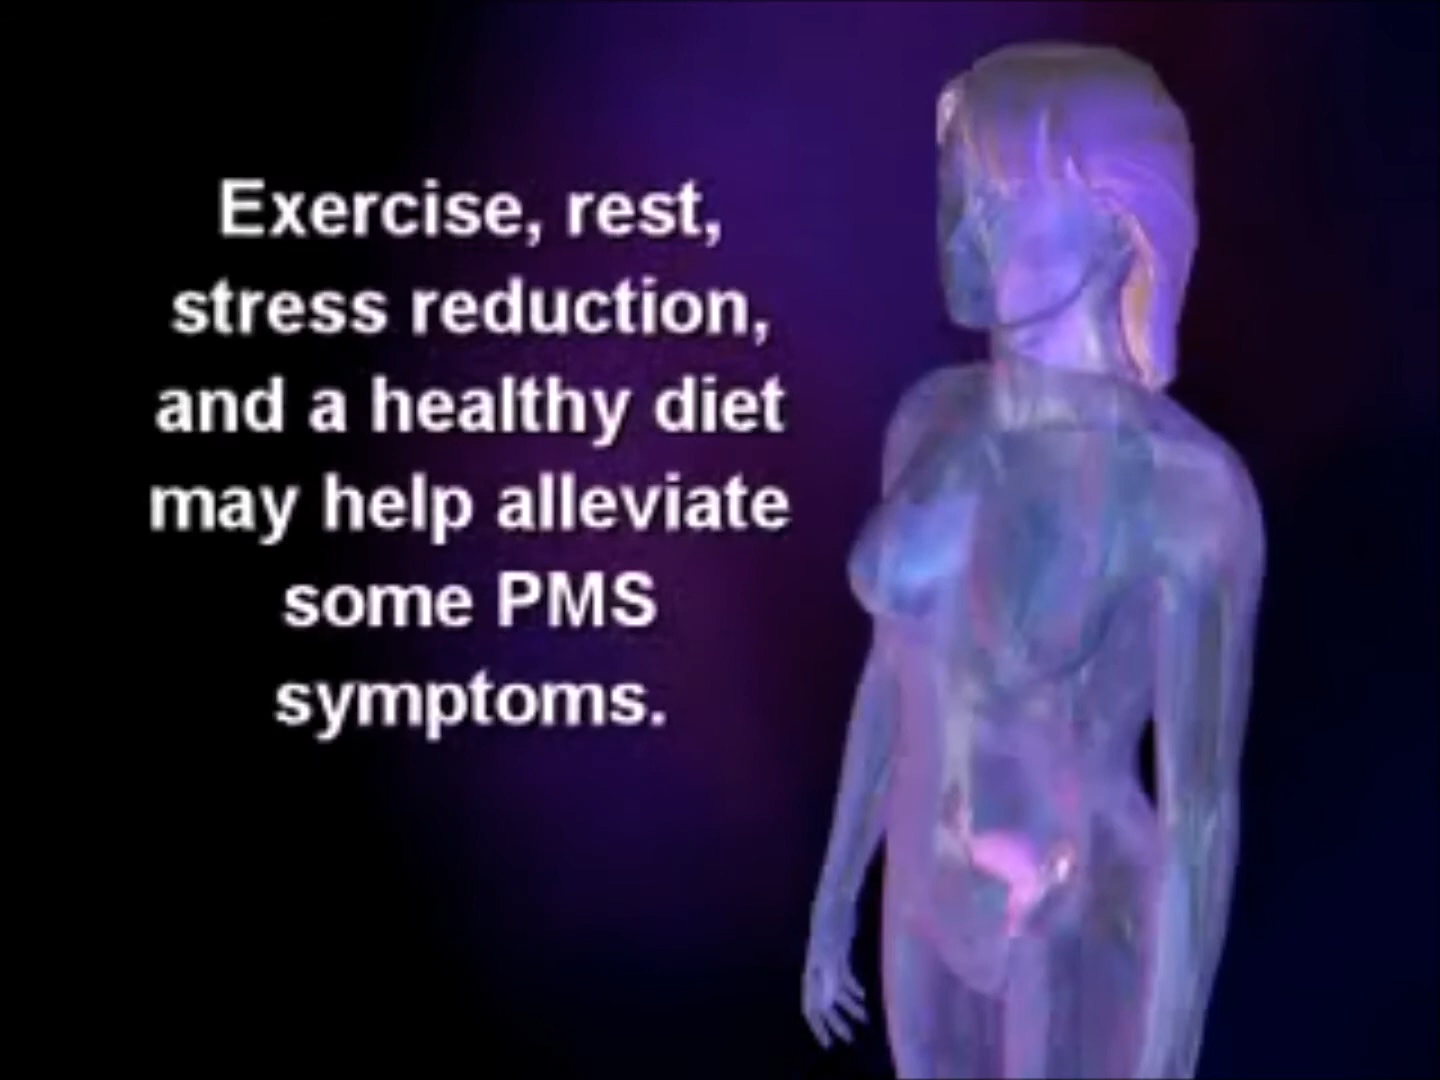 Exercise, rest,
stress reduction,
and a healthy diet
may help alleviate
some PMS
symptoms.